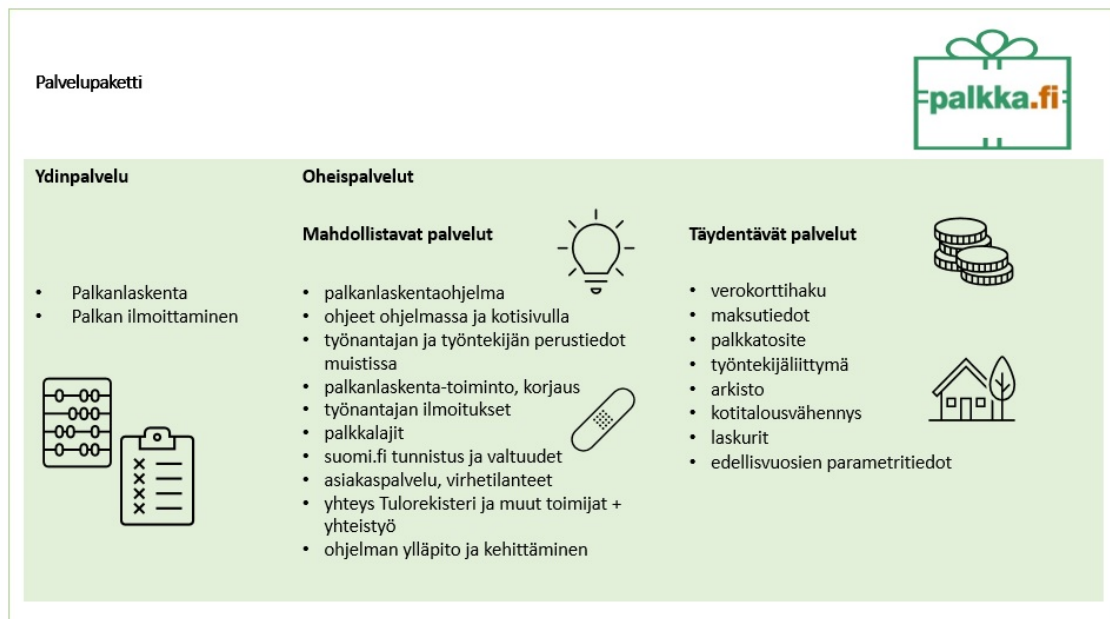 Palvelupaketti
palkka.fi
Ydinpalvelu
• Palkanlaskenta
• Palkan ilmoittaminen
Oheispalvelut
Mahdollistavat palvelut
• palkanlaskentaohjelma
• ohjeet ohjelmassa ja kotisivulla
• työnantajan ja työntekijän perustiedot
muistissa
• palkanlaskenta-toiminto, korjaus
• työnantajan ilmoitukset
• palkkalajit
• suomi.fi tunnistus ja valtuudet
• asiakaspalvelu, virhetilanteet
• yhteys Tulorekisteri ja muut toimijat +
yhteistyö
• ohjelman ylläpito ja kehittäminen
Täydentävät palvelut
• verokorttihaku
• maksutiedot
• palkkatosite
• työntekijäliittymä
• arkisto
• kotitalousvähennys
• laskurit
• edellisvuosien parametritiedot